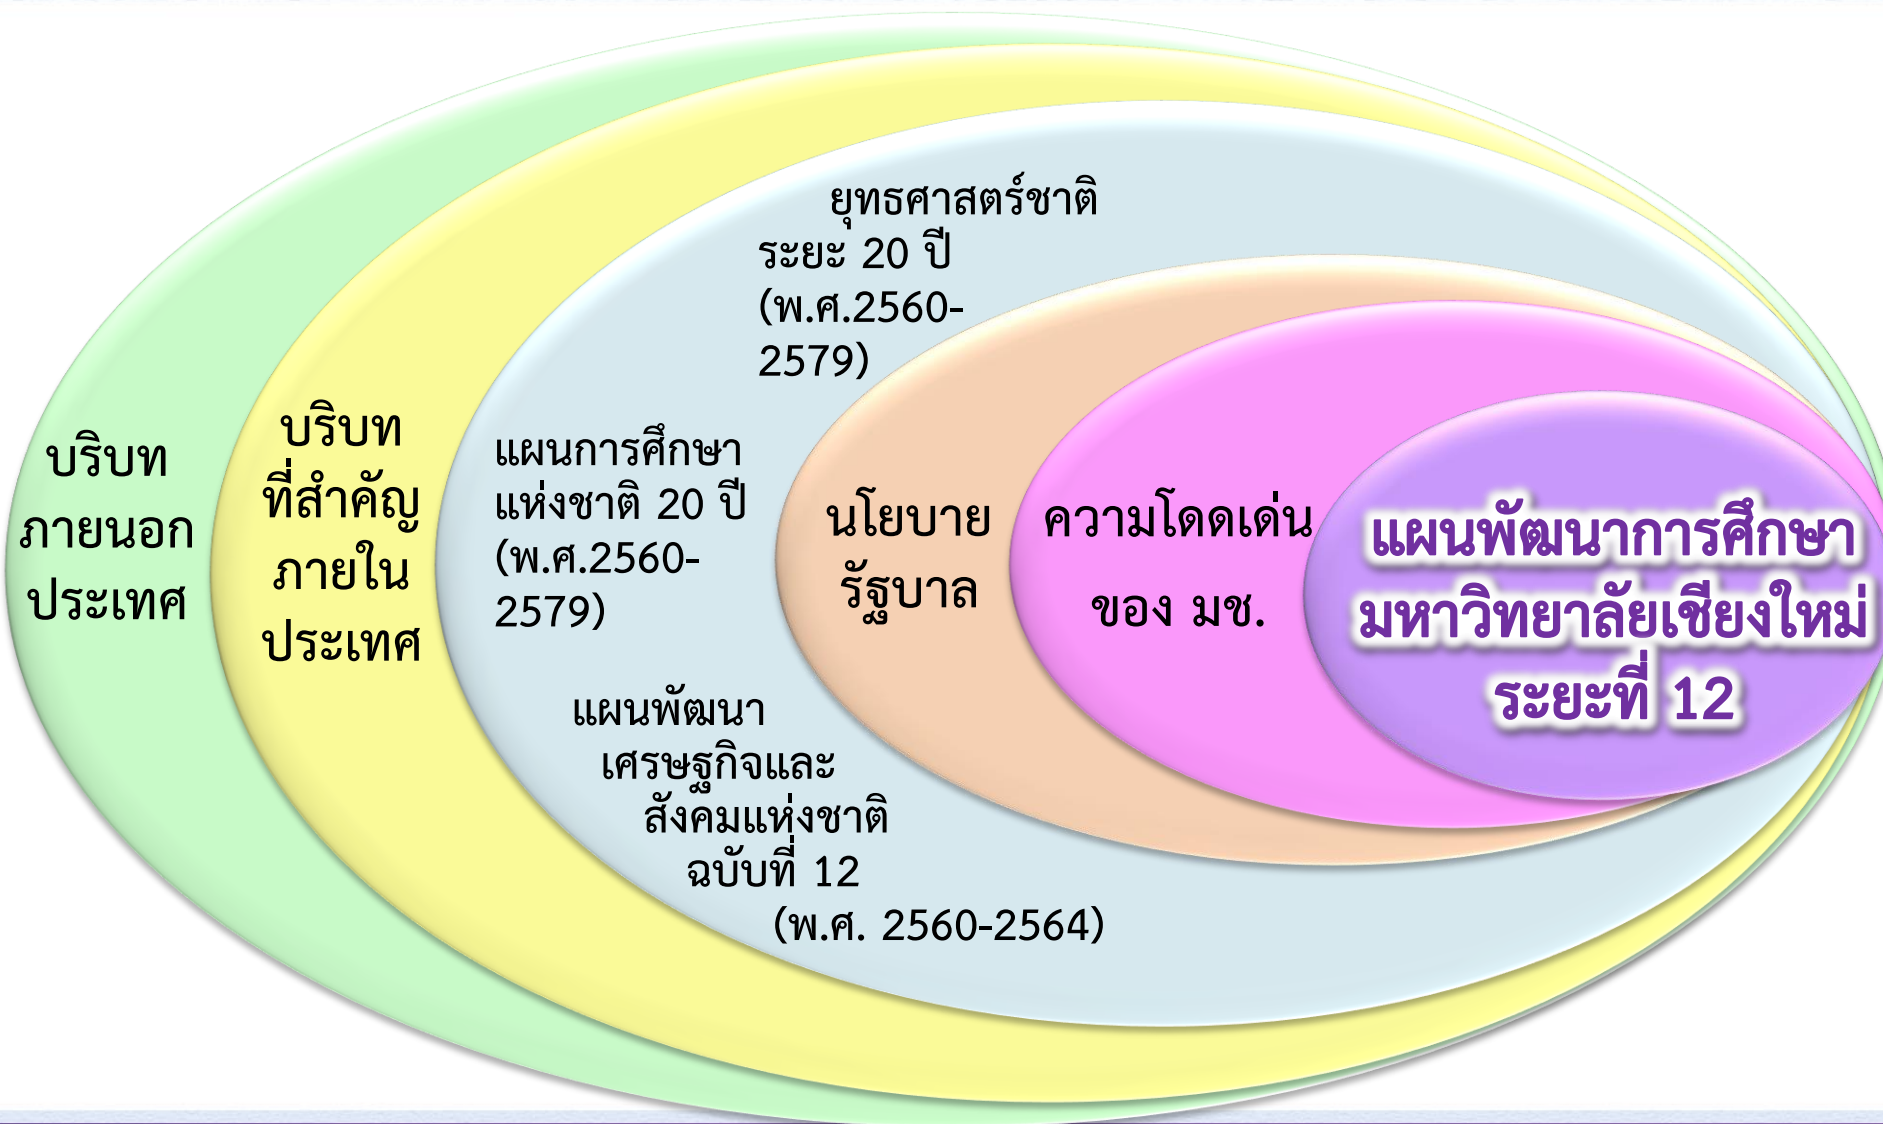 บริบท
ภายนอก
ประเทศ
บริบท
ที่สำคัญ
ภายใน
ประเทศ
ยุทธศาสตร์ชาติ
ระยะ 20 ปี
(พ.ศ.2560-
2579)
แผนการศึกษา
แห่งชาติ 20 ปี
(พ.ศ.2560-
2579)
แผนพัฒนา
เศรษฐกิจและ
สังคมแห่งชาติ
ฉบับที่ 12
(พ.ศ. 2560-2564)
นโยบาย
รัฐบาล
ความโดดเด่น
ของ มช.
แผนพัฒนาการศึกษา
มหาวิทยาลัยเชียงใหม่
ระยะที่ 12